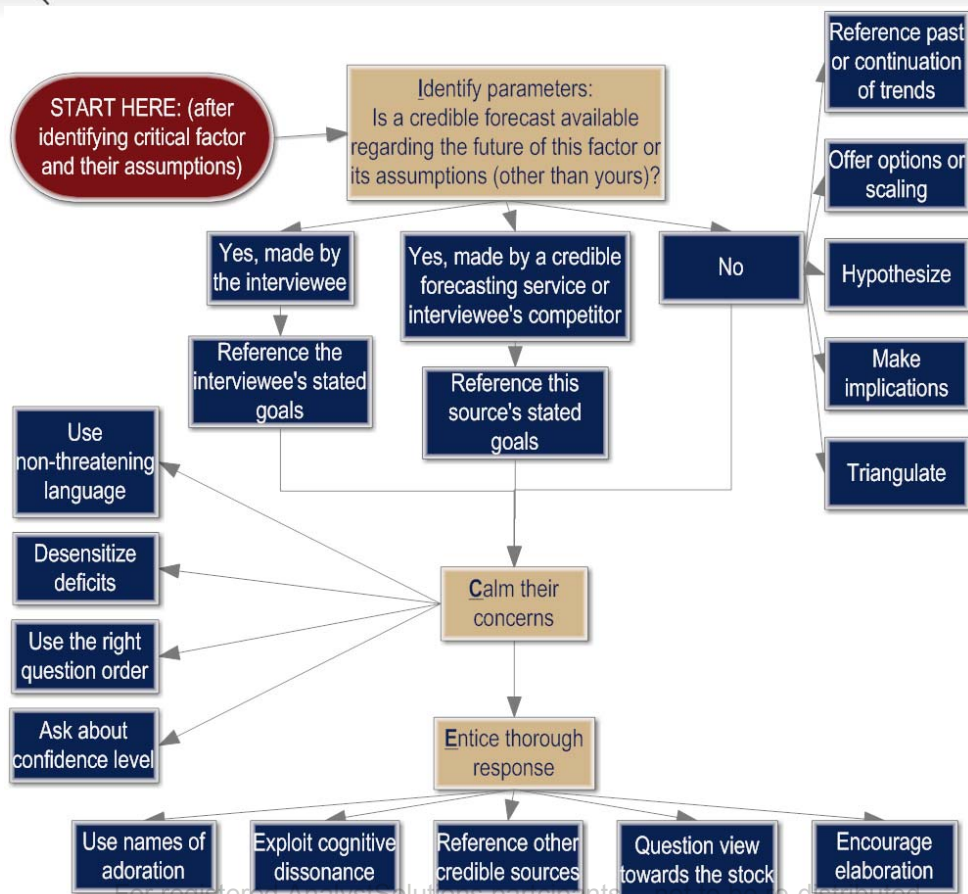 START HERE: (after
identifying critical factor
and their assumptions)
Identify parameters:
Is a credible forecast available
regarding the future of this factor or
its assumptions (other than yours)?
Reference past
or continuation
of trends
Offer options or
scaling
Hypothesize
Make
implications
Triangulate
Yes, made by
the interviewee
Yes, made by a credible
forecasting service or
interviewee's competitor
No
Reference the
interviewee's stated
goals
Reference this
source's stated
goals
Use
non-threatening
language
Desensitize
deficits
Use the right
question order
Ask about
confidence level
Calm their
concerns
Entice thorough
response
Use names of
adoration
Exploit cognitive
dissonance
Reference other
credible sources
Question view
towards the stock
Encourage
elaboration
For registered AnalystSolutions participants